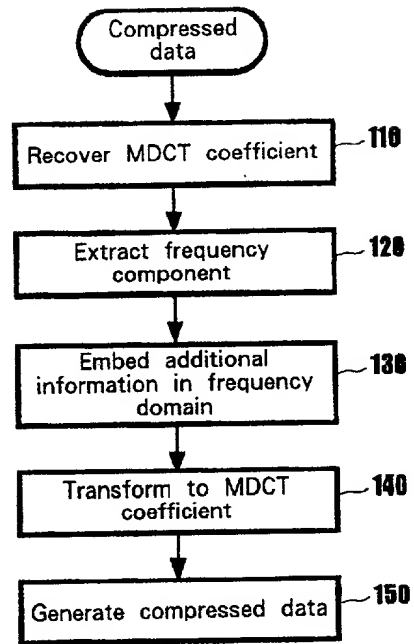 Compressed
data
Recover MDCT coefficient
110
Extract frequency
component
120
Embed additional
information in frequency
domain
130
Transform to MDCT
coefficient
140
Generate compressed data
150